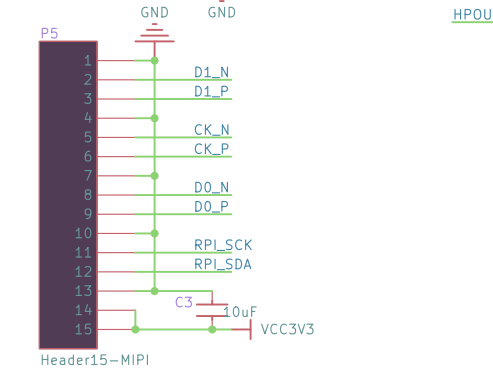 GND
GND
HPOU
P5
1
2 D1_N
3 D1_P
4
5 CK_N
6 CK_P
7
8 D0_N
9 D0_P
10
11 RPI_SCK
12 RPI_SDA
13
C3 10uF
14
15 VCC3V3
Header15-MIPI